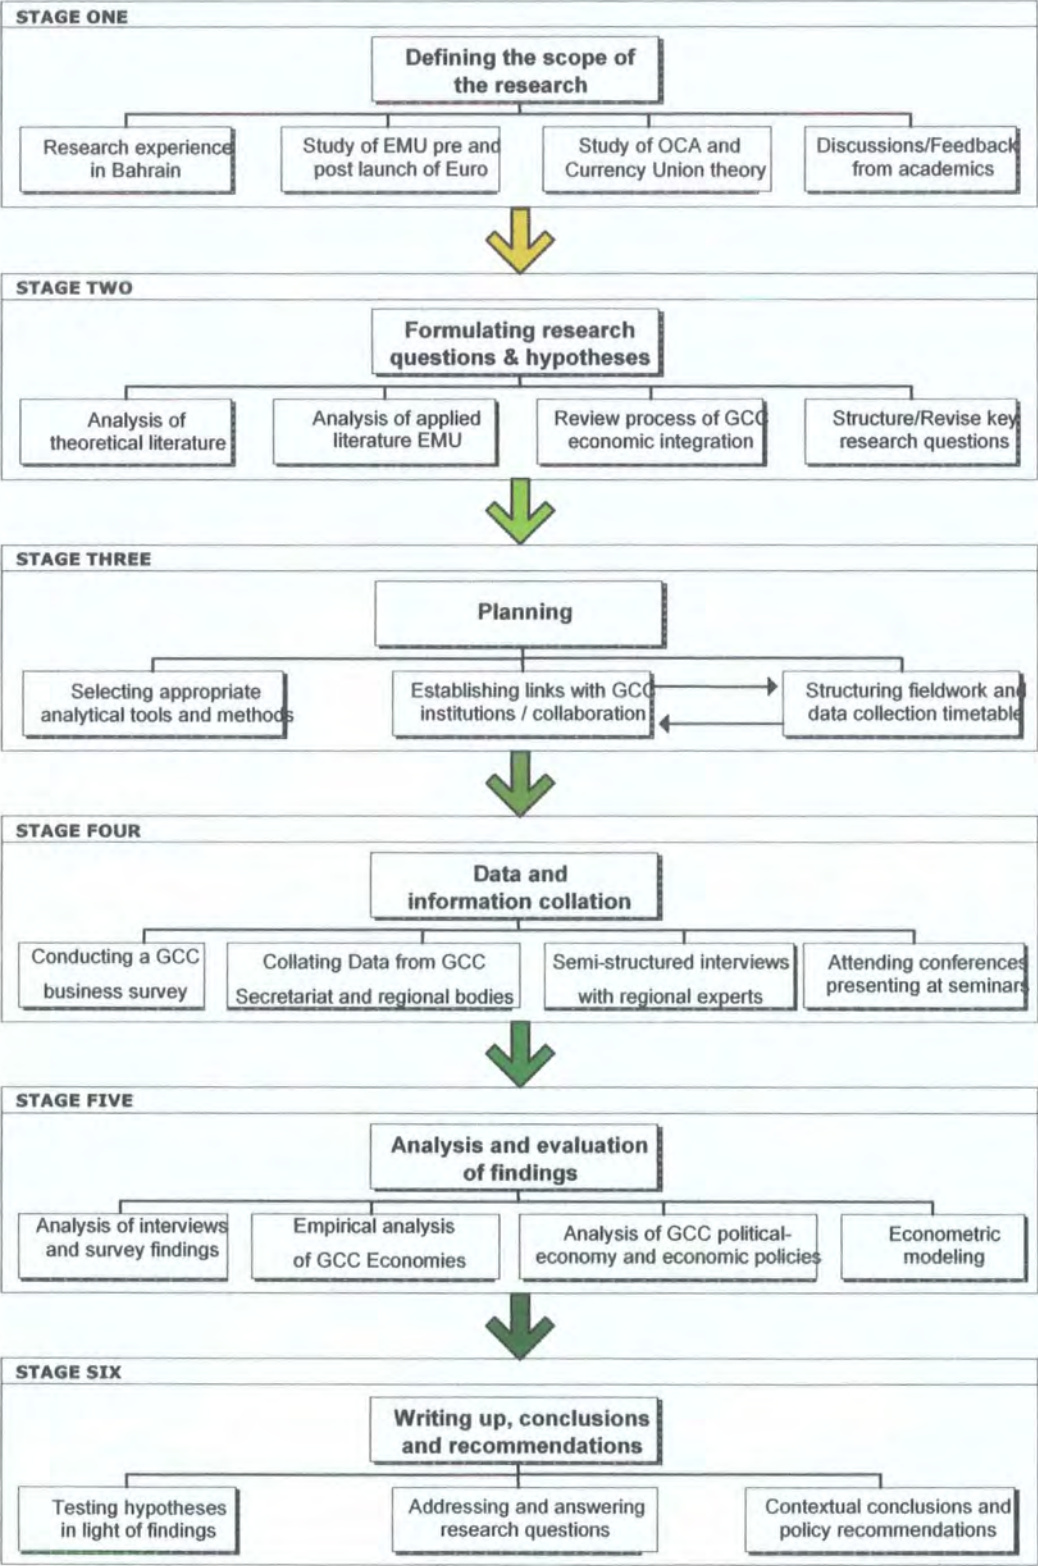 STAGE ONE
Defining the scope of
the research
Research experience
in Bahrain
Study of EMU pre and
post launch of Euro
Study of OCA and
Currency Union theory
Discussions/Feedback
from academics
STAGE TWO
Formulating research
questions & hypotheses
Analysis of
theoretical literature
Analysis of applied
literature EMU
Review process of GCC
economic integration
Structure/Revise key
research questions
STAGE THREE
Planning
Selecting appropriate
analytical tools and methods
Establishing links with GCC
institutions / collaboration
Structuring fieldwork and
data collection timetable
STAGE FOUR
Data and
information collation
Conducting a GCC
business survey
Collating Data from GCC
Secretariat and regional bodies
Semi-structured interviews
with regional experts
Attending conferences
presenting at seminars
STAGE FIVE
Analysis and evaluation
of findings
Analysis of interviews
and survey findings
Empirical analysis
of GCC Economies
Analysis of GCC political-
economy and economic policies
Econometric
modeling
STAGE SIX
Writing up, conclusions
and recommendations
Testing hypotheses
in light of findings
Addressing and answering
research questions
Contextual conclusions and
policy recommendations